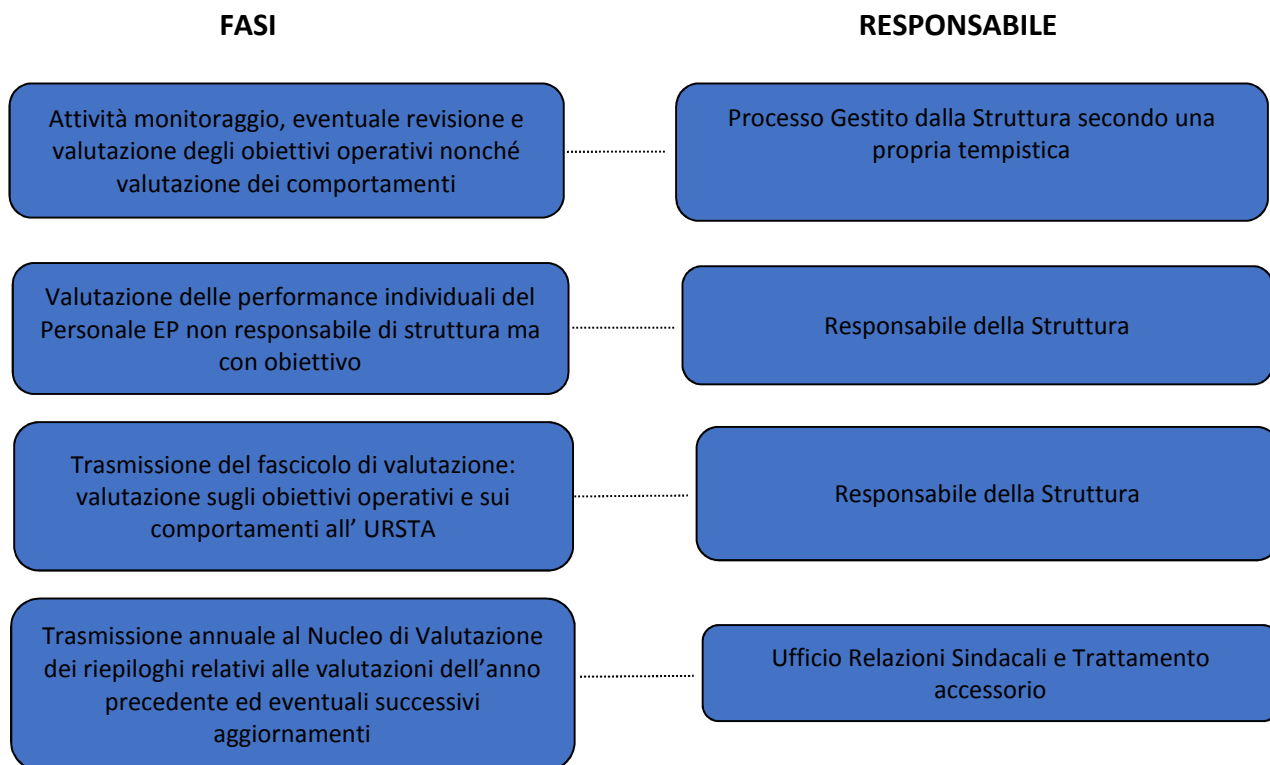 FASI
RESPONSABILE
Attività monitoraggio, eventuale revisione e
valutazione degli obiettivi operativi nonché
valutazione dei comportamenti
Processo Gestito dalla Struttura secondo una
propria tempistica
Valutazione delle performance individuali del
Personale EP non responsabile di struttura ma
con obiettivo
Responsabile della Struttura
Trasmissione del fascicolo di valutazione:
valutazione sugli obiettivi operativi e sui
comportamenti all’ URSTA
Responsabile della Struttura
Trasmissione annuale al Nucleo di Valutazione
dei riepiloghi relativi alle valutazioni dell’anno
precedente ed eventuali successivi
aggiornamenti
Ufficio Relazioni Sindacali e Trattamento
accessorio